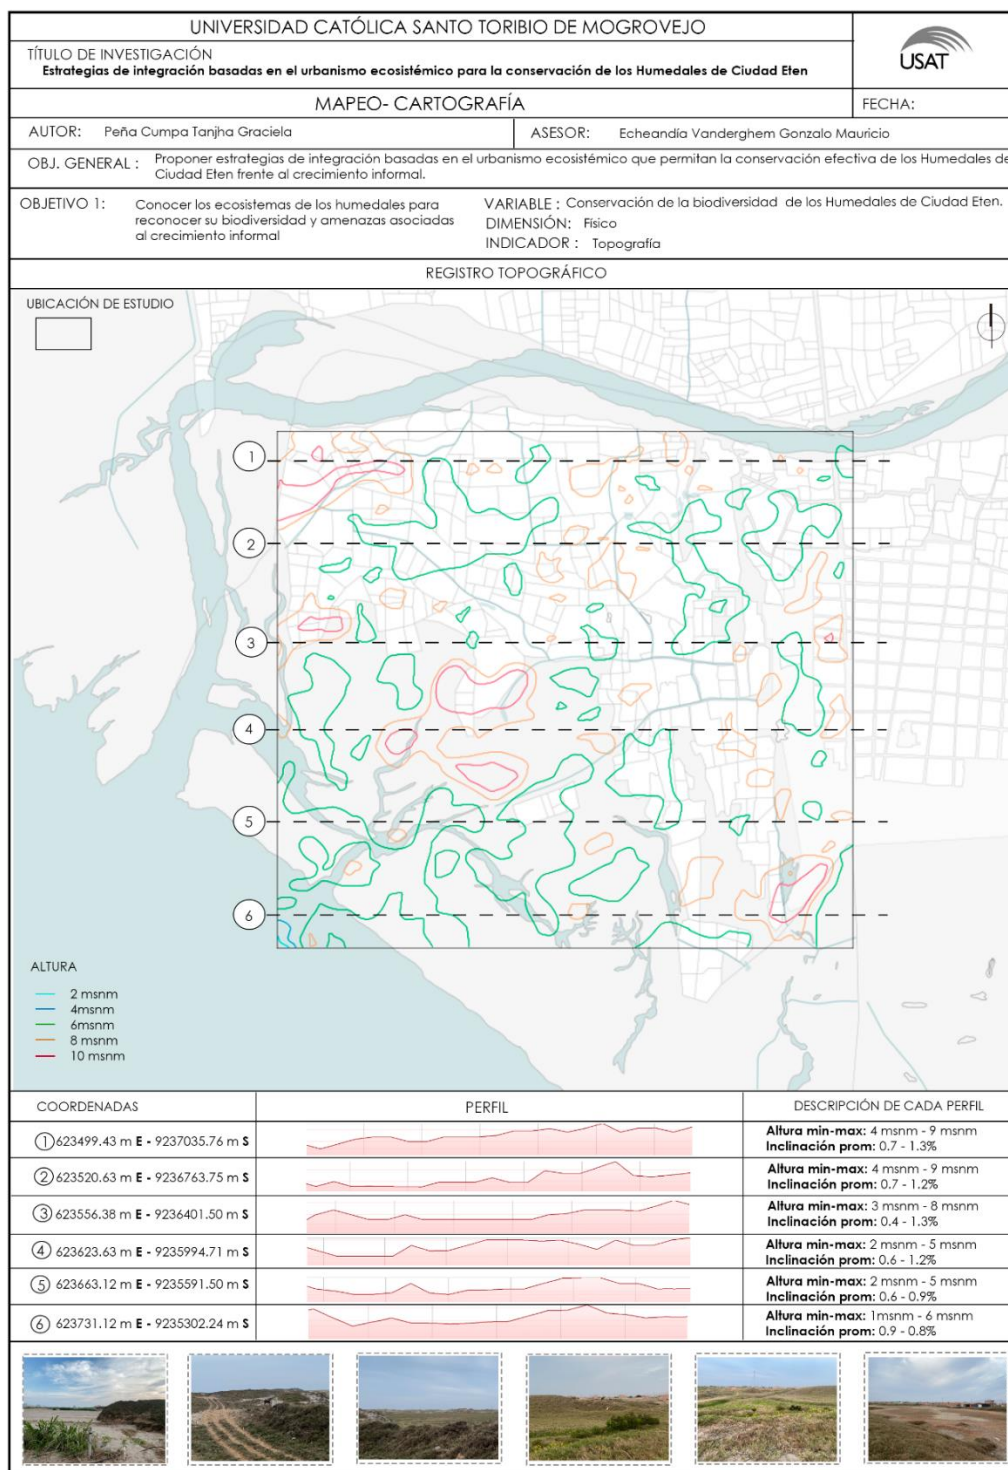 UNIVERSIDAD CATÓLICA SANTO TORIBIO DE MOGROVEJO
USAT
TÍTULO DE INVESTIGACIÓN
Estrategias de integración basadas en el urbanismo ecosistémico para la conservación de los Humedales de Ciudad Eten
MAPEO- CARTOGRAFÍA
FECHA:
AUTOR: Peña Cumpa Tanjha Graciela
ASESOR: Echeandía Vanderghem Gonzalo Mauricio
OBJ. GENERAL : Proponer estrategias de integración basadas en el urbanismo ecosistémico que permitan la conservación efectiva de los Humedales de
Ciudad Eten frente al crecimiento informal.
OBJETIVO 1: Conocer los ecosistemas de los humedales para
reconocer su biodiversidad y amenazas asociadas
al crecimiento informal
VARIABLE : Conservación de la biodiversidad de los Humedales de Ciudad Eten.
DIMENSIÓN: Físico
INDICADOR : Topografía
REGISTRO TOPOGRÁFICO
UBICACIÓN DE ESTUDIO
1
2
3
4
5
6
ALTURA
2 msnm
4msnm
6msnm
8 msnm
10 msnm
COORDENADAS
PERFIL
DESCRIPCIÓN DE CADA PERFIL
1 623499.43 m E - 9237035.76 m S
Altura min-max: 4 msnm - 9 msnm
Inclinación prom: 0.7 - 1.3%
2 623520.63 m E - 9236763.75 m S
Altura min-max: 4 msnm - 9 msnm
Inclinación prom: 0.7 - 1.2%
3 623556.38 m E - 9236401.50 m S
Altura min-max: 3 msnm - 8 msnm
Inclinación prom: 0.4 - 1.3%
4 623623.63 m E - 9235994.71 m S
Altura min-max: 2 msnm - 5 msnm
Inclinación prom: 0.6 - 1.2%
5 623663.12 m E - 9235591.50 m S
Altura min-max: 2 msnm - 5 msnm
Inclinación prom: 0.6 - 0.9%
6 623731.12 m E - 9235302.24 m S
Altura min-max: 1msnm - 6 msnm
Inclinación prom: 0.9 - 0.8%